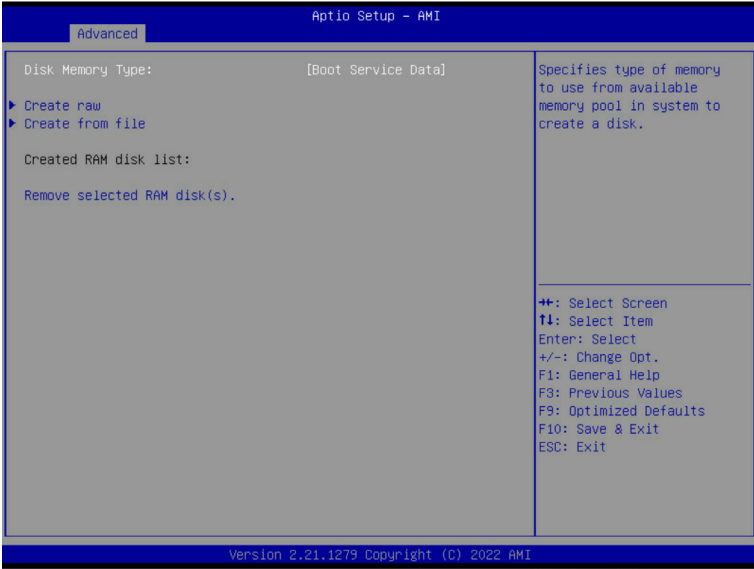 Aptio Setup – AMI
Advanced
Disk Memory Type: [Boot Service Data]
Create raw
Create from file
Created RAM disk list:
Remove selected RAM disk(s).
Specifies type of memory
to use from available
memory pool in system to
create a disk.
→←: Select Screen
↑↓: Select Item
Enter: Select
+/-: Change Opt.
F1: General Help
F3: Previous Values
F9: Optimized Defaults
F10: Save & Exit
ESC: Exit
Version 2.21.1279 Copyright (C) 2022 AMI